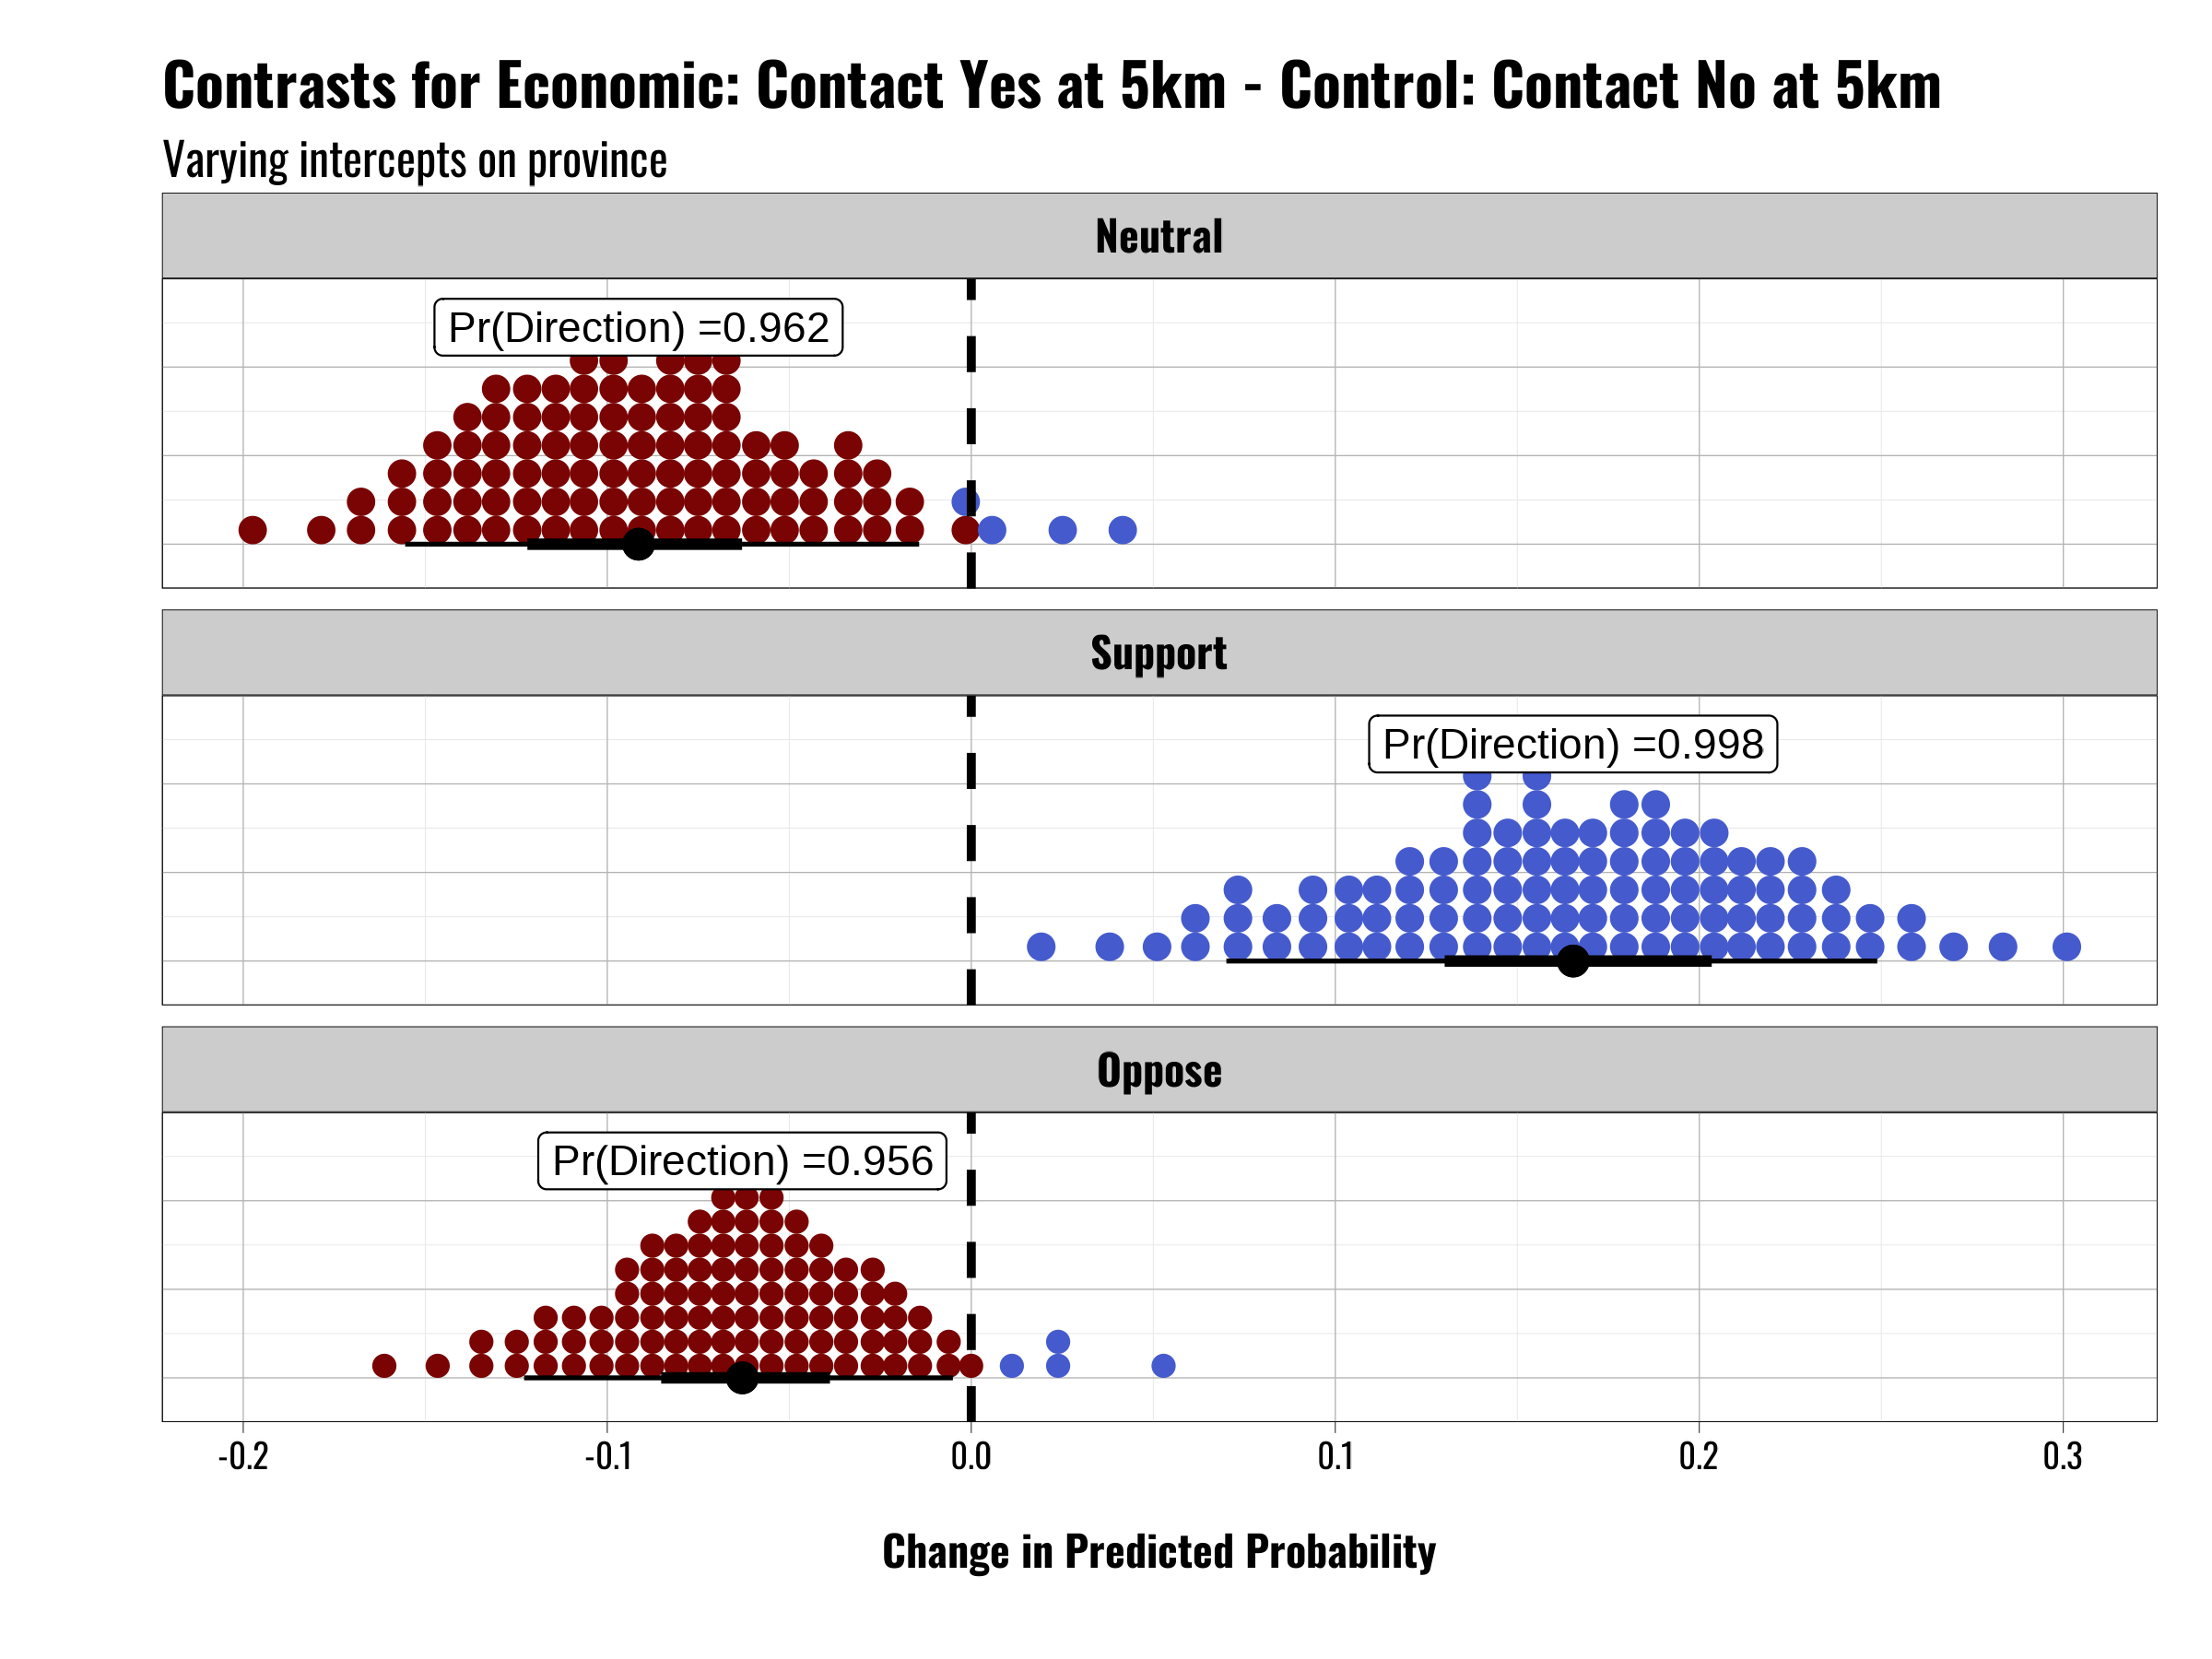 Contrasts for Economic: Contact Yes at 5km - Control: Contact No at 5km
Varying intercepts on province
Neutral
Pr(Direction) =0.962
Support
Pr(Direction) =0.998
Oppose
Pr(Direction) =0.956
-0.2 -0.1 0.0 0.1 0.2 0.3
Change in Predicted Probability